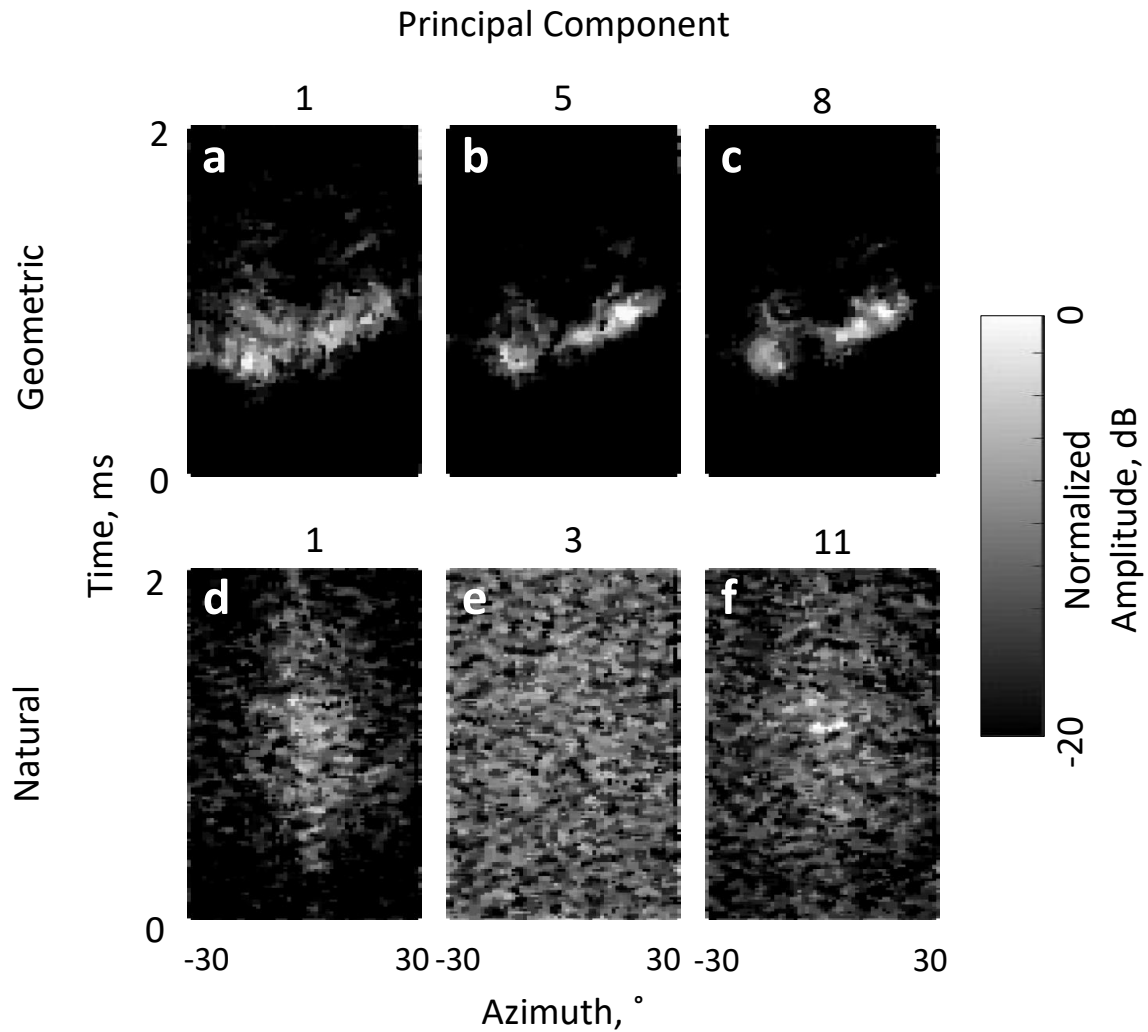 Principal Component
1 5 8
Geometric
2
a b c
0
Time, ms
1 3 11
Natural
2
d e f
0
-30 30 -30 30 -30 30
Azimuth, °
0
Normalized
Amplitude, dB
-20